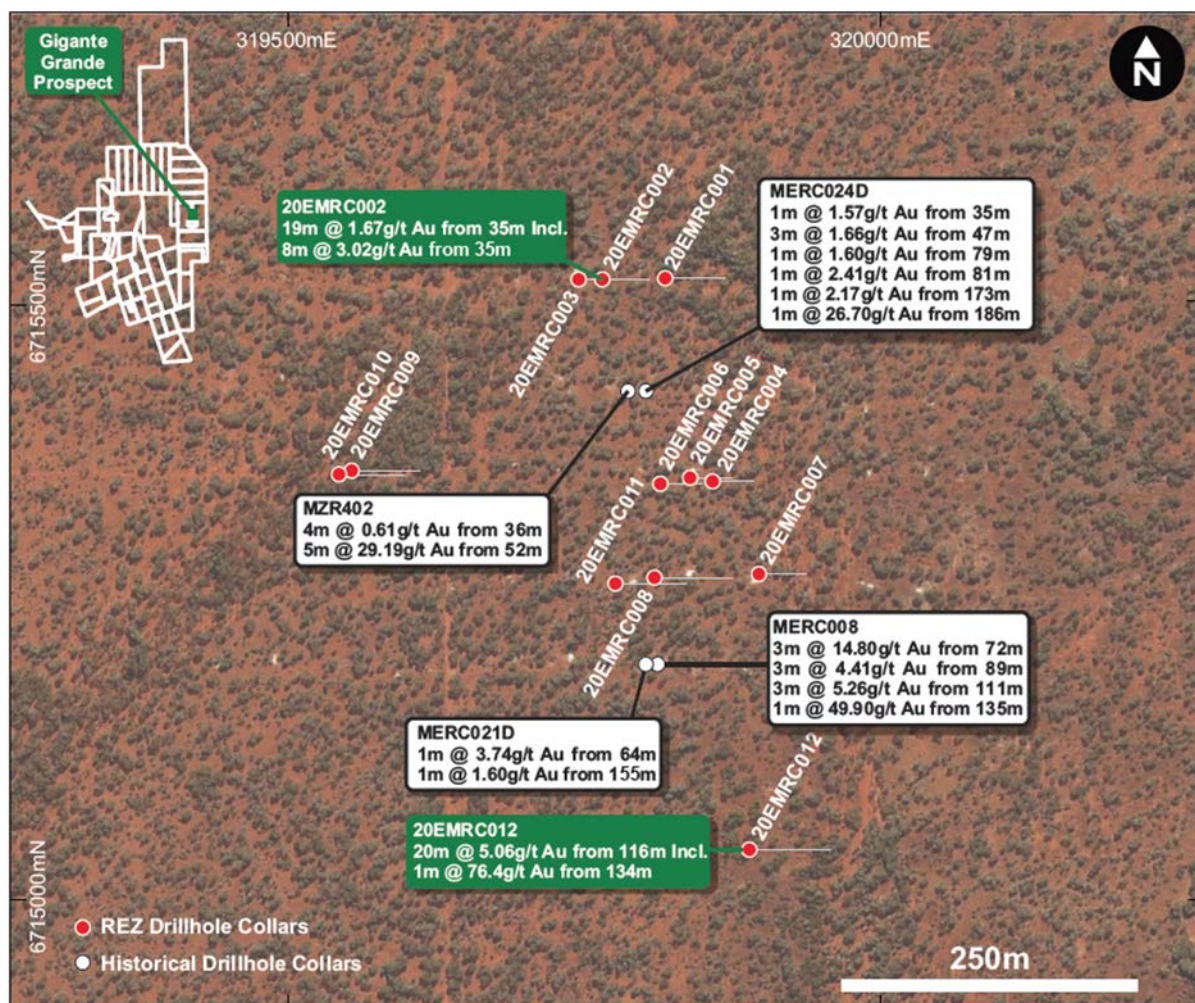 319500mE
320000mE
N
Gigante
Grande
Prospect
6715500mN
6715000mN
20EMRC002
19m @ 1.67g/t Au from 35m Incl.
8m @ 3.02g/t Au from 35m
20EMRC003
20EMRC002
20EMRC001
MERC024D
1m @ 1.57g/t Au from 35m
3m @ 1.66g/t Au from 47m
1m @ 1.60g/t Au from 79m
1m @ 2.41g/t Au from 81m
1m @ 2.17g/t Au from 173m
1m @ 26.70g/t Au from 186m
20EMRC010
20EMRC009
20EMRC006
20EMRC005
20EMRC004
MZR402
4m @ 0.61g/t Au from 36m
5m @ 29.19g/t Au from 52m
20EMRC011
20EMRC008
20EMRC007
MERC008
3m @ 14.80g/t Au from 72m
3m @ 4.41g/t Au from 89m
3m @ 5.26g/t Au from 111m
1m @ 49.90g/t Au from 135m
MERC021D
1m @ 3.74g/t Au from 64m
1m @ 1.60g/t Au from 155m
20EMRC012
20EMRC012
20m @ 5.06g/t Au from 116m Incl.
1m @ 76.4g/t Au from 134m
REZ Drillhole Collars
Historical Drillhole Collars
250m